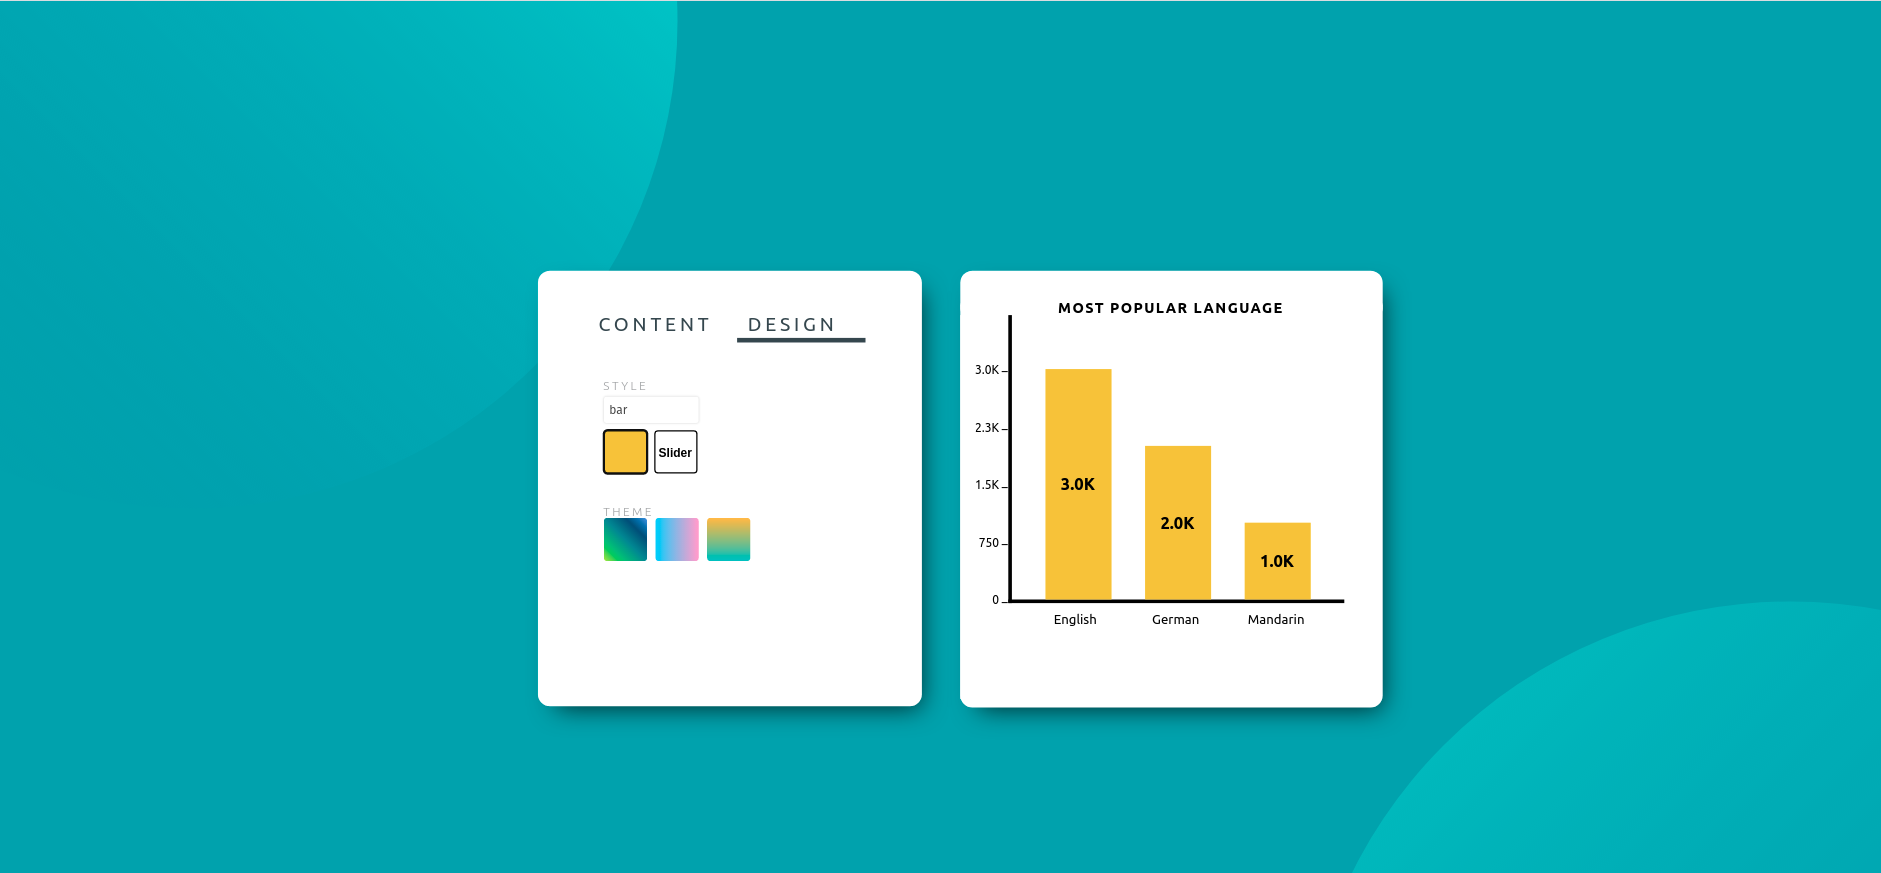 CONTENT DESIGN
STYLE
bar
Slider
THEME
MOST POPULAR LANGUAGE
3.0K
2.3K
1.5K
750
0
3.0K
2.0K
1.0K
English German Mandarin